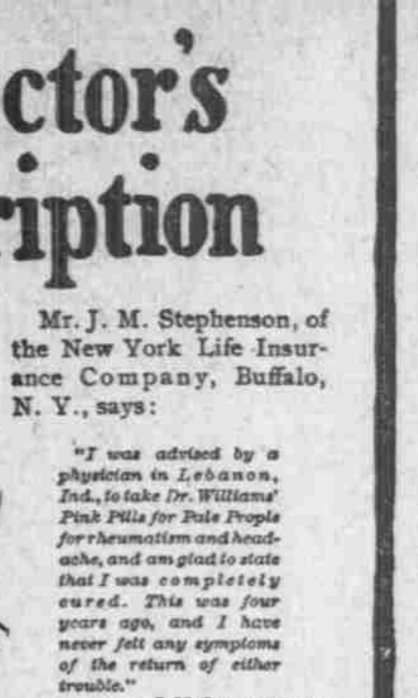 ctor's
ription
Mr. J. M. Stephenson, of
the New York Life Insur-
ance Company, Buffalo,
N. Y., says:
"I was advised by a
physician in Lebanon,
Ind., to take Dr. Williams'
Pink Pills for Pale People
for rheumatism and head-
ache, and am glad to state
that I was completely
cured. This was four
years ago, and I have
never felt any symptoms
of the return of either
trouble."